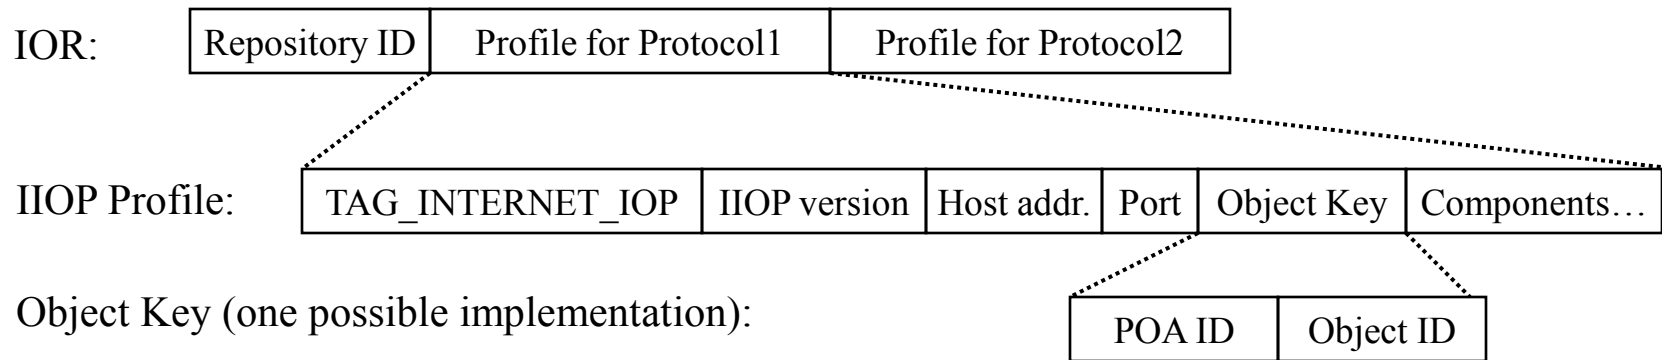 IOR: Repository ID Profile for Protocol1 Profile for Protocol2
IIOP Profile: TAG_INTERNET_IOP IIOP version Host addr. Port Object Key Components…
Object Key (one possible implementation): POA ID Object ID